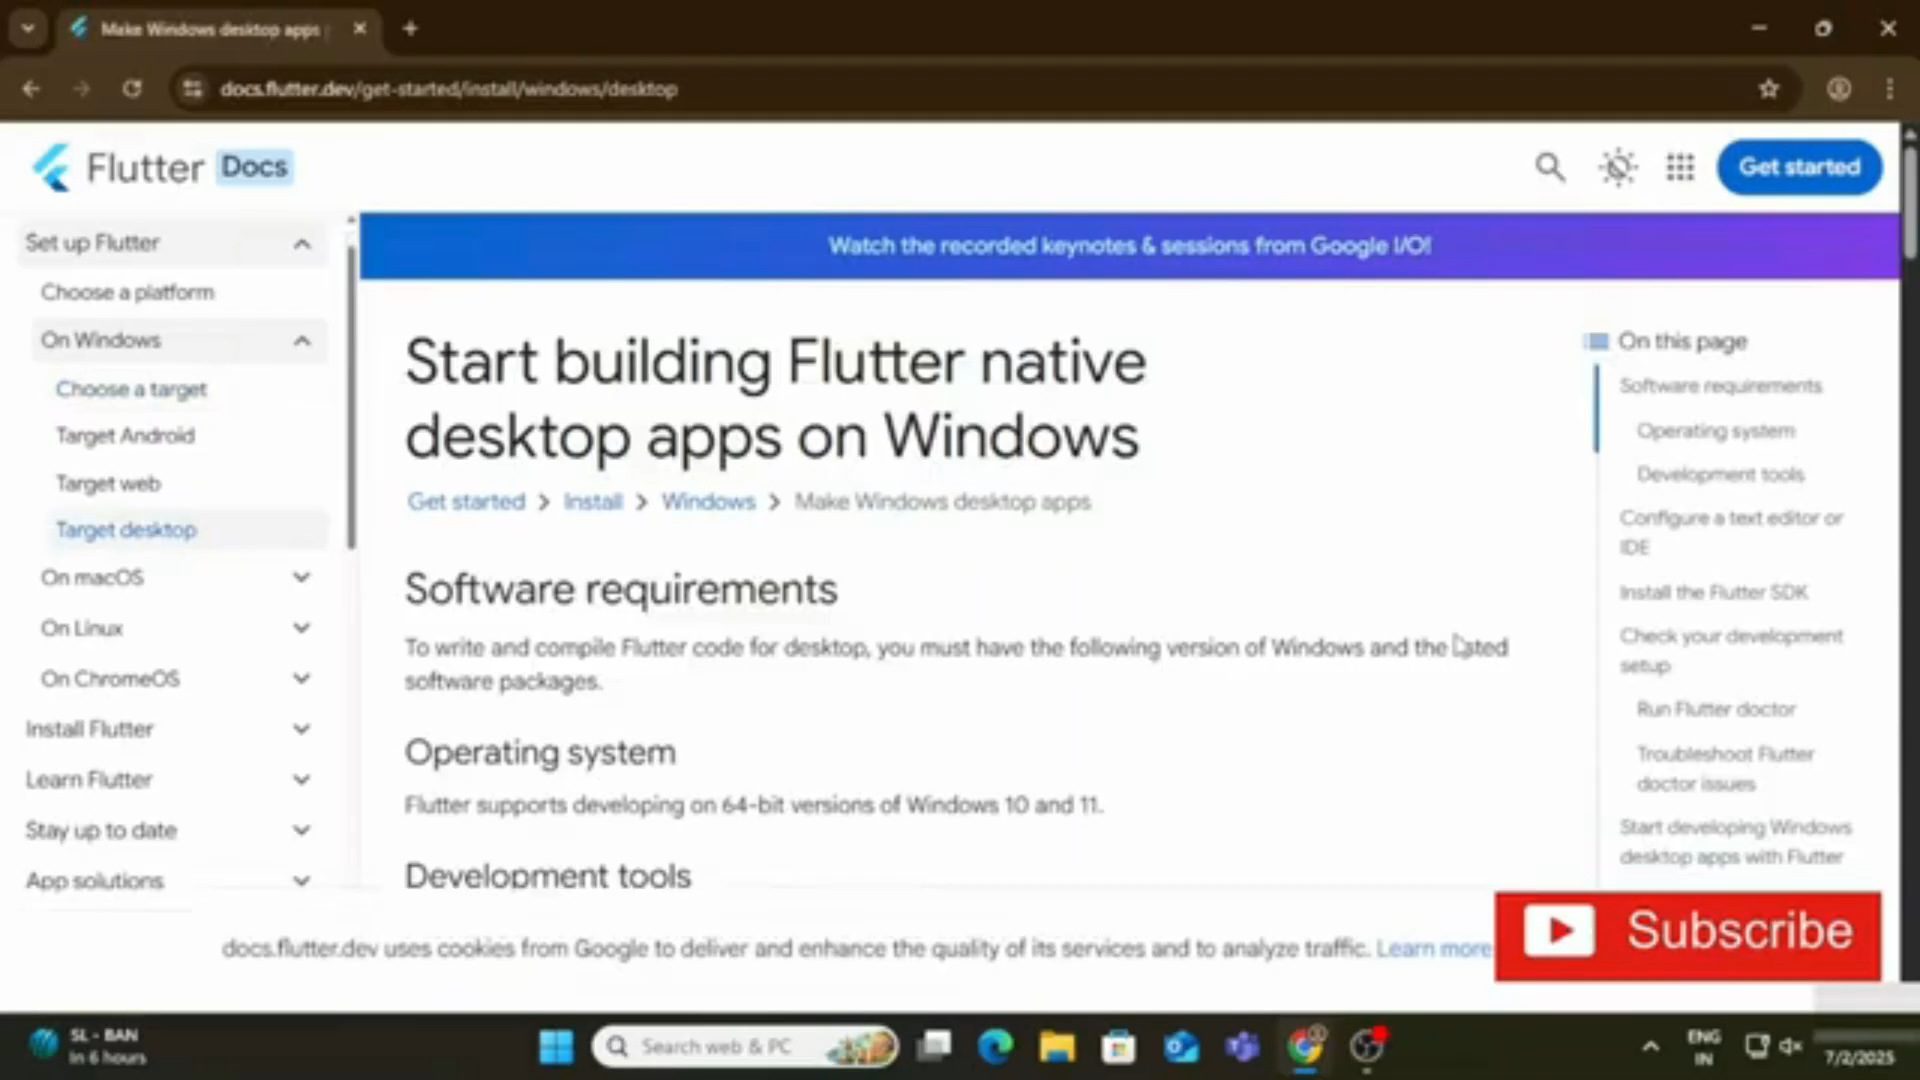 Make Windows desktop apps
docs.flutter.dev/get-started/install/windows/desktop
Flutter Docs
Get started
Watch the recorded keynotes & sessions from Google I/O!
Set up Flutter
Choose a platform
On Windows
Choose a target
Target Android
Target web
Target desktop
On macOS
On Linux
On ChromeOS
Install Flutter
Learn Flutter
Stay up to date
App solutions
Start building Flutter native
desktop apps on Windows
Get started > Install > Windows > Make Windows desktop apps
Software requirements
To write and compile Flutter code for desktop, you must have the following version of Windows and the listed
software packages.
Operating system
Flutter supports developing on 64-bit versions of Windows 10 and 11.
Development tools
On this page
Software requirements
Operating system
Development tools
Configure a text editor or
IDE
Install the Flutter SDK
Check your development
setup
Run Flutter doctor
Troubleshoot Flutter
doctor issues
Start developing Windows
desktop apps with Flutter
docs.flutter.dev uses cookies from Google to deliver and enhance the quality of its services and to analyze traffic. Learn more
Subscribe
SL - BAN
In 6 hours
Search web & PC
ENG
IN
7/2/2025